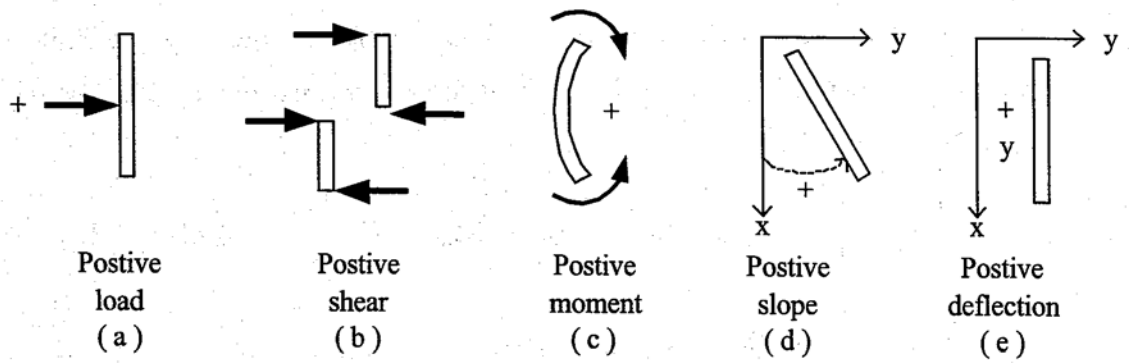 +
+
y
+
x
y
+
y
x
Postive
load
( a )
Postive
shear
( b )
Postive
moment
( c )
Postive
slope
( d )
Postive
deflection
( e )